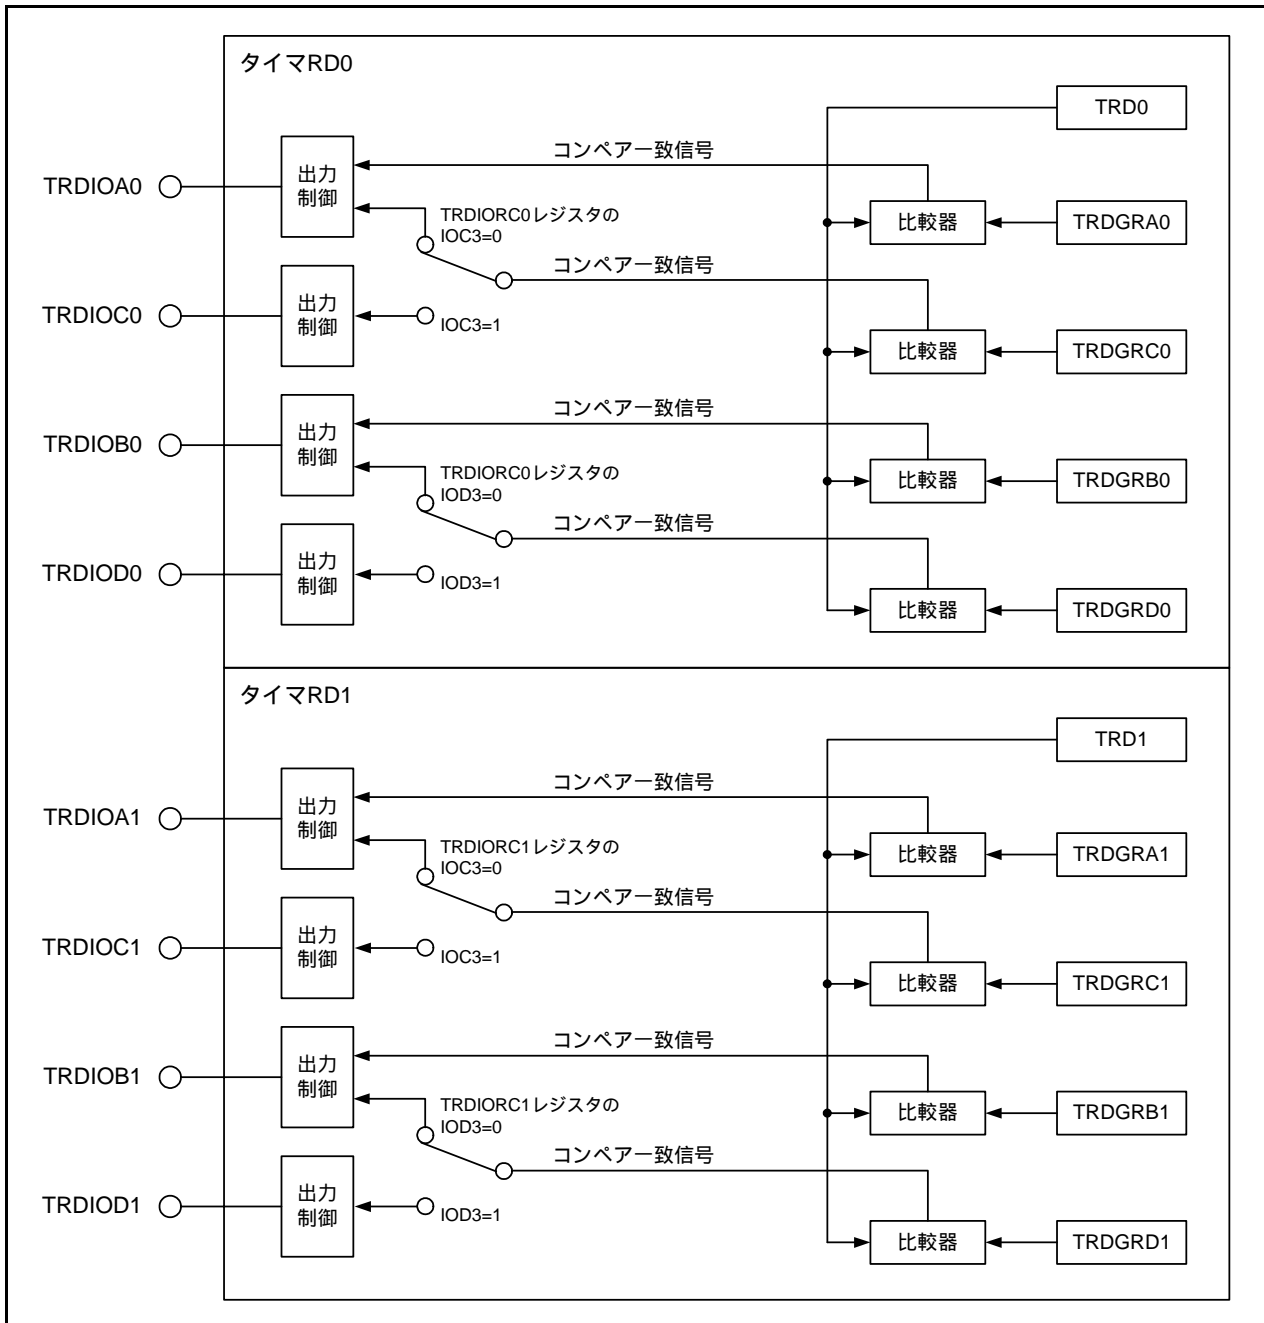 タイマRD0
TRD0
コンペア一致信号
出力
制御
TRDIOA0
TRDIORC0レジスタの
IOC3=0
比較器
TRDGRA0
コンペア一致信号
出力
制御
TRDIOC0
IOC3=1
比較器
TRDGRC0
コンペア一致信号
出力
制御
TRDIOB0
TRDIORC0レジスタの
IOD3=0
比較器
TRDGRB0
コンペア一致信号
出力
制御
TRDIOD0
IOD3=1
比較器
TRDGRD0
タイマRD1
TRD1
コンペア一致信号
出力
制御
TRDIOA1
TRDIORC1レジスタの
IOC3=0
比較器
TRDGRA1
コンペア一致信号
出力
制御
TRDIOC1
IOC3=1
比較器
TRDGRC1
コンペア一致信号
出力
制御
TRDIOB1
TRDIORC1レジスタの
IOD3=0
比較器
TRDGRB1
コンペア一致信号
出力
制御
TRDIOD1
IOD3=1
比較器
TRDGRD1